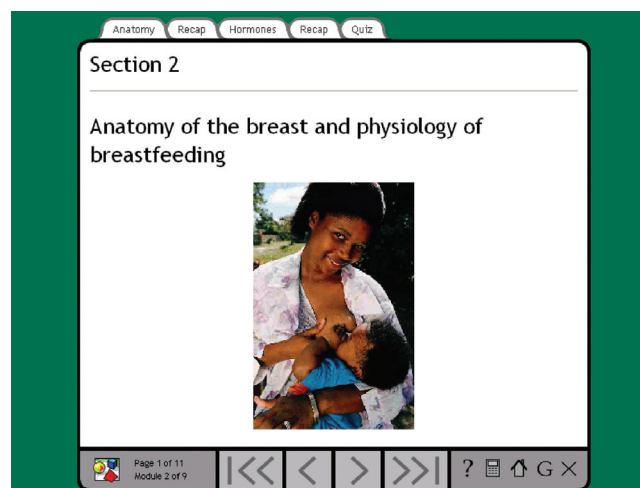 Anatomy Recap Hormones Recap Quiz
Section 2
Anatomy of the breast and physiology of
breastfeeding
Page 1 of 11
Module 2 of 9
|<< < > >>| ? G X